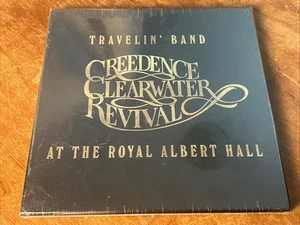 TRAVELIN' BAND
CREEDENCE
CLEARWATER
REVIVAL
AT THE ROYAL ALBERT HALL